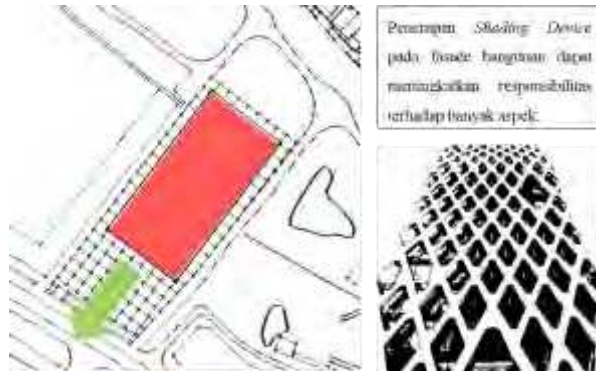 Penerapan Shading Device
pada fasade bangunan dapat
meningkatkan responsibilitas
terhadap banyak aspek.